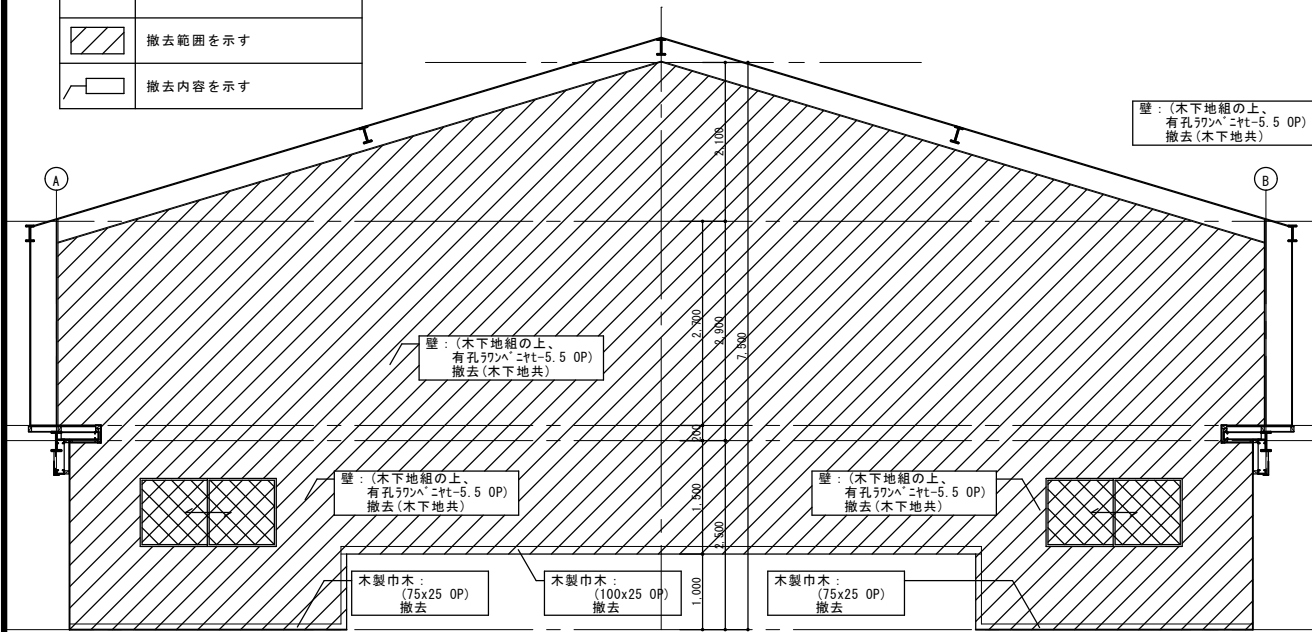 撤去範囲を示す
撤去内容を示す
壁：(木下地組の上、
有孔ﾗﾜﾝﾍﾞﾆﾔt-5.5 OP)
撤去(木下地共)
A
B
2,100
2,700
2,900
7,500
壁：(木下地組の上、
有孔ﾗﾜﾝﾍﾞﾆﾔt-5.5 OP)
撤去(木下地共)
200
壁：(木下地組の上、
有孔ﾗﾜﾝﾍﾞﾆﾔt-5.5 OP)
撤去(木下地共)
1,500
2,500
壁：(木下地組の上、
有孔ﾗﾜﾝﾍﾞﾆﾔt-5.5 OP)
撤去(木下地共)
木製巾木：
(75x25 OP)
撤去
木製巾木：
(100x25 OP)
撤去
1,000
木製巾木：
(75x25 OP)
撤去